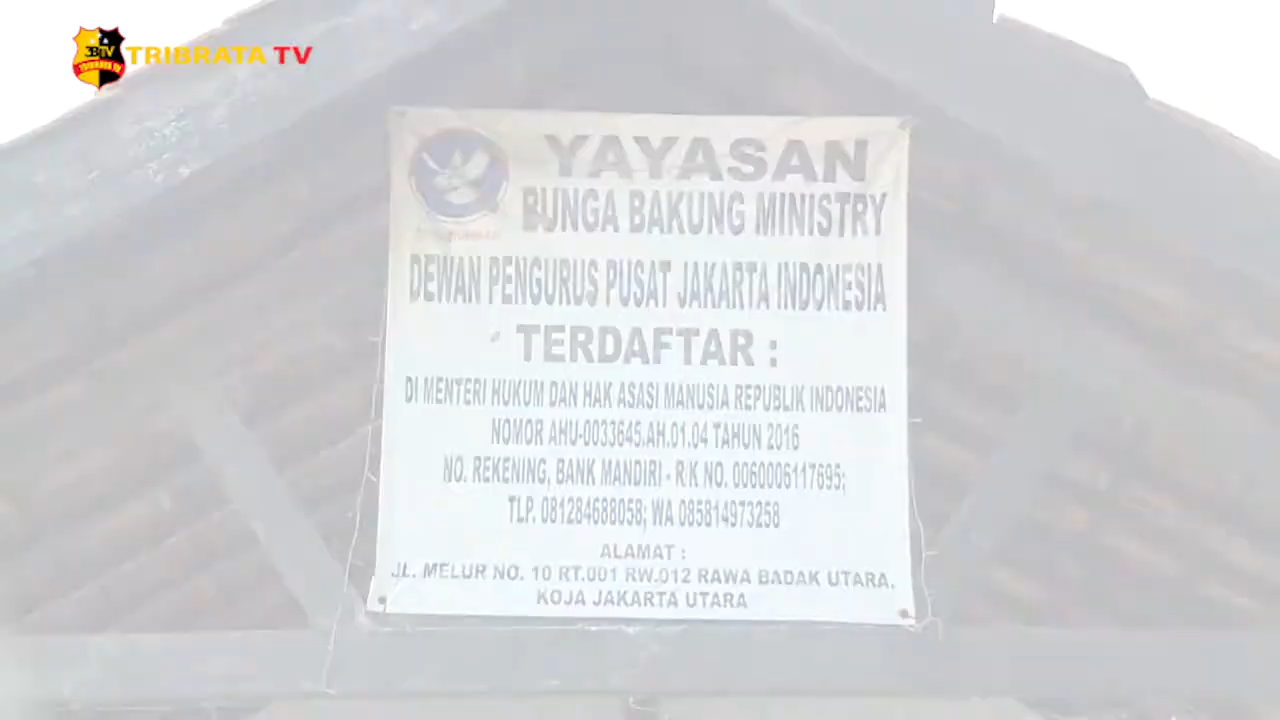 TRIBRATA TV
YAYASAN
BUNGA BAKUNG MINISTRY
DEWAN PENGURUS PUSAT JAKARTA INDONESIA
TERDAFTAR :
DI MENTERI HUKUM DAN HAK ASASI MANUSIA REPUBLIK INDONESIA
NOMOR AHU-0033645.AH.01.04 TAHUN 2016
NO. REKENING, BANK MANDIRI - R/K NO. 0060006117695;
TLP. 081284688058; WA 085814973258
ALAMAT :
JL. MELUR NO. 10 RT.001 RW.012 RAWA BADAK UTARA.
KOJA JAKARTA UTARA